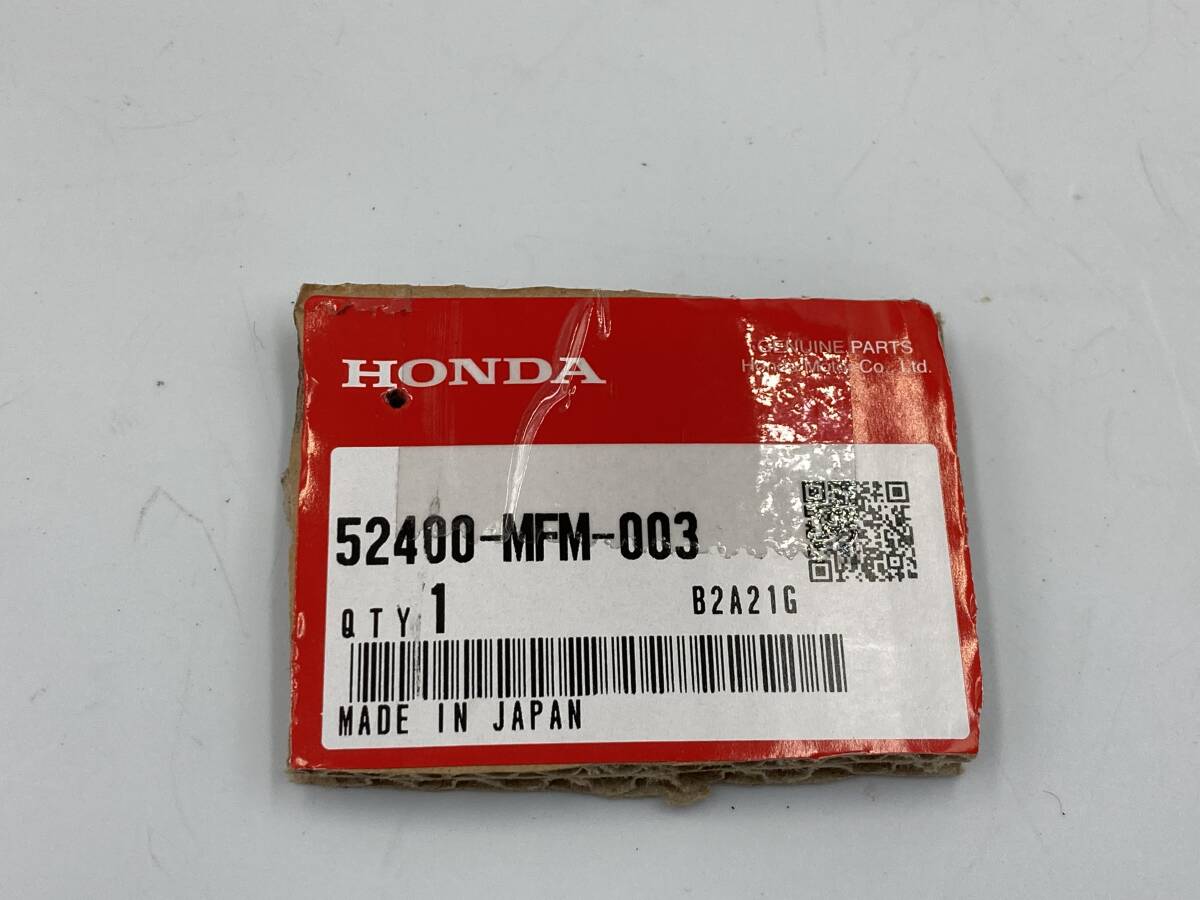 HONDA
GENUINE PARTS
Honda Motor Co., Ltd.
52400-MFM-003
QTY 1
B2A21G
MADE IN JAPAN